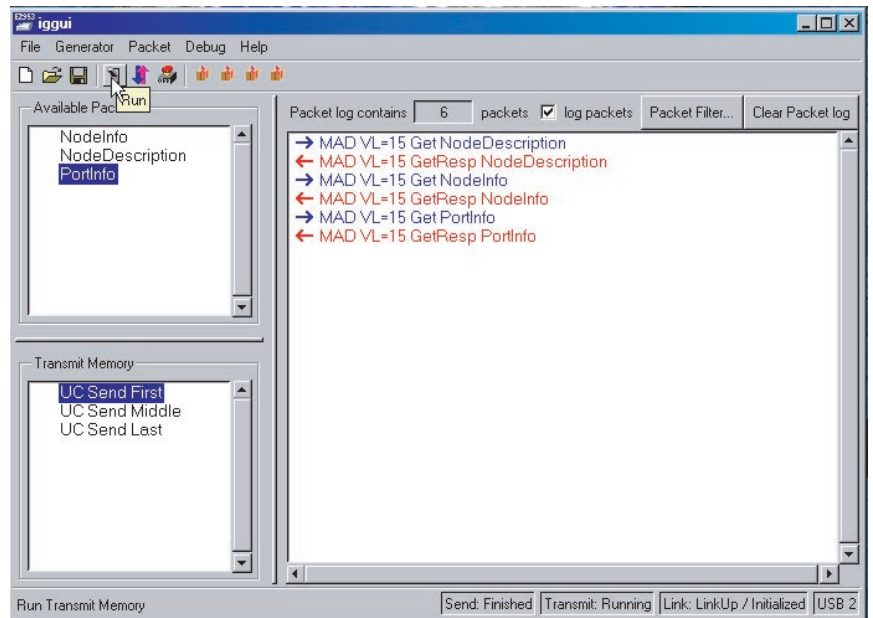 E2953
iggui
File Generator Packet Debug Help
Run
Available Pac
NodeInfo
NodeDescription
PortInfo
Packet log contains 6 packets log packets Packet Filter... Clear Packet log
MAD VL=15 Get NodeDescription
MAD VL=15 GetResp NodeDescription
MAD VL=15 Get NodeInfo
MAD VL=15 GetResp NodeInfo
MAD VL=15 Get PortInfo
MAD VL=15 GetResp PortInfo
Transmit Memory
UC Send First
UC Send Middle
UC Send Last
Run Transmit Memory Send: Finished Transmit: Running Link: LinkUp / Initialized USB 2